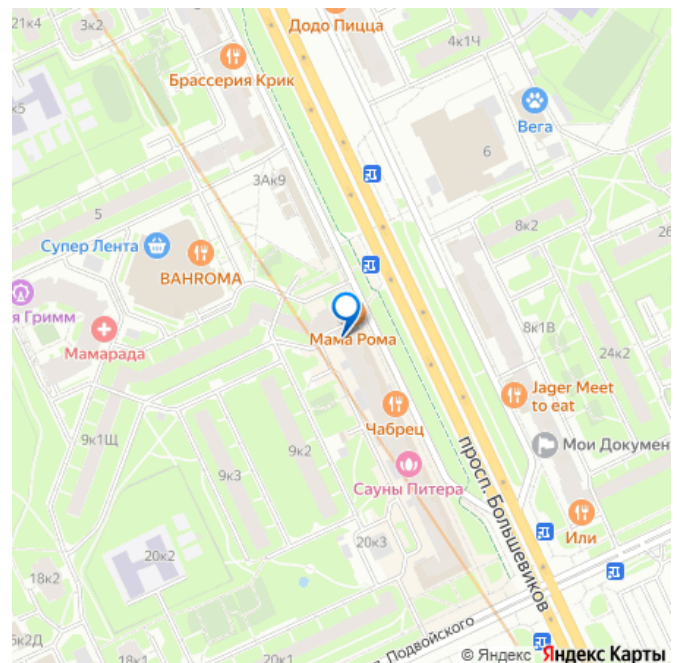 21к4
3к2
Додо Пицца
4к1Ч
Брассерия Крик
к5
Вега
6
3Ак9
5
8к2
26
Супер Лента
BAHROMA
я Гримм
Мамарада
Мама Рома
8к1В
24к2
Jager Meet
to eat
Чабрец
9к1Щ
9к2
9к3
Мои Докумен
Сауны Питера
просп. Большевиков
Или
20к3
20к2
18к2
5к2Д
18к1
20к1
Подвойского
© Яндекс Яндекс Карты